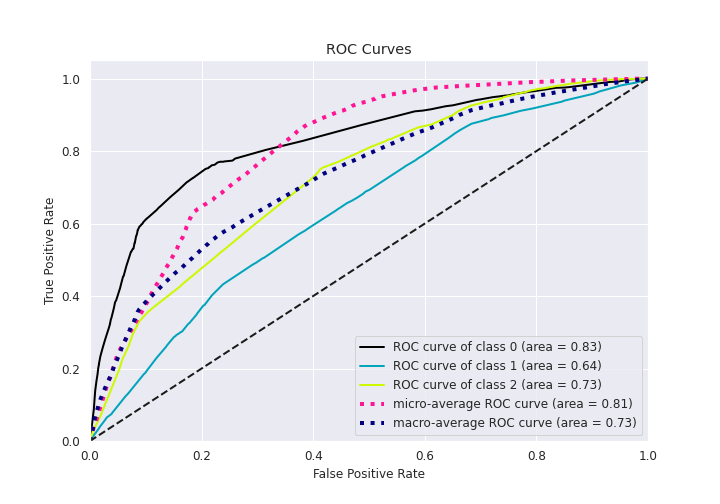 ROC Curves
True Positive Rate
1.0
0.8
0.6
0.4
0.2
0.0
ROC curve of class 0 (area = 0.83)
ROC curve of class 1 (area = 0.64)
ROC curve of class 2 (area = 0.73)
micro-average ROC curve (area = 0.81)
macro-average ROC curve (area = 0.73)
0.0 0.2 0.4 0.6 0.8 1.0
False Positive Rate